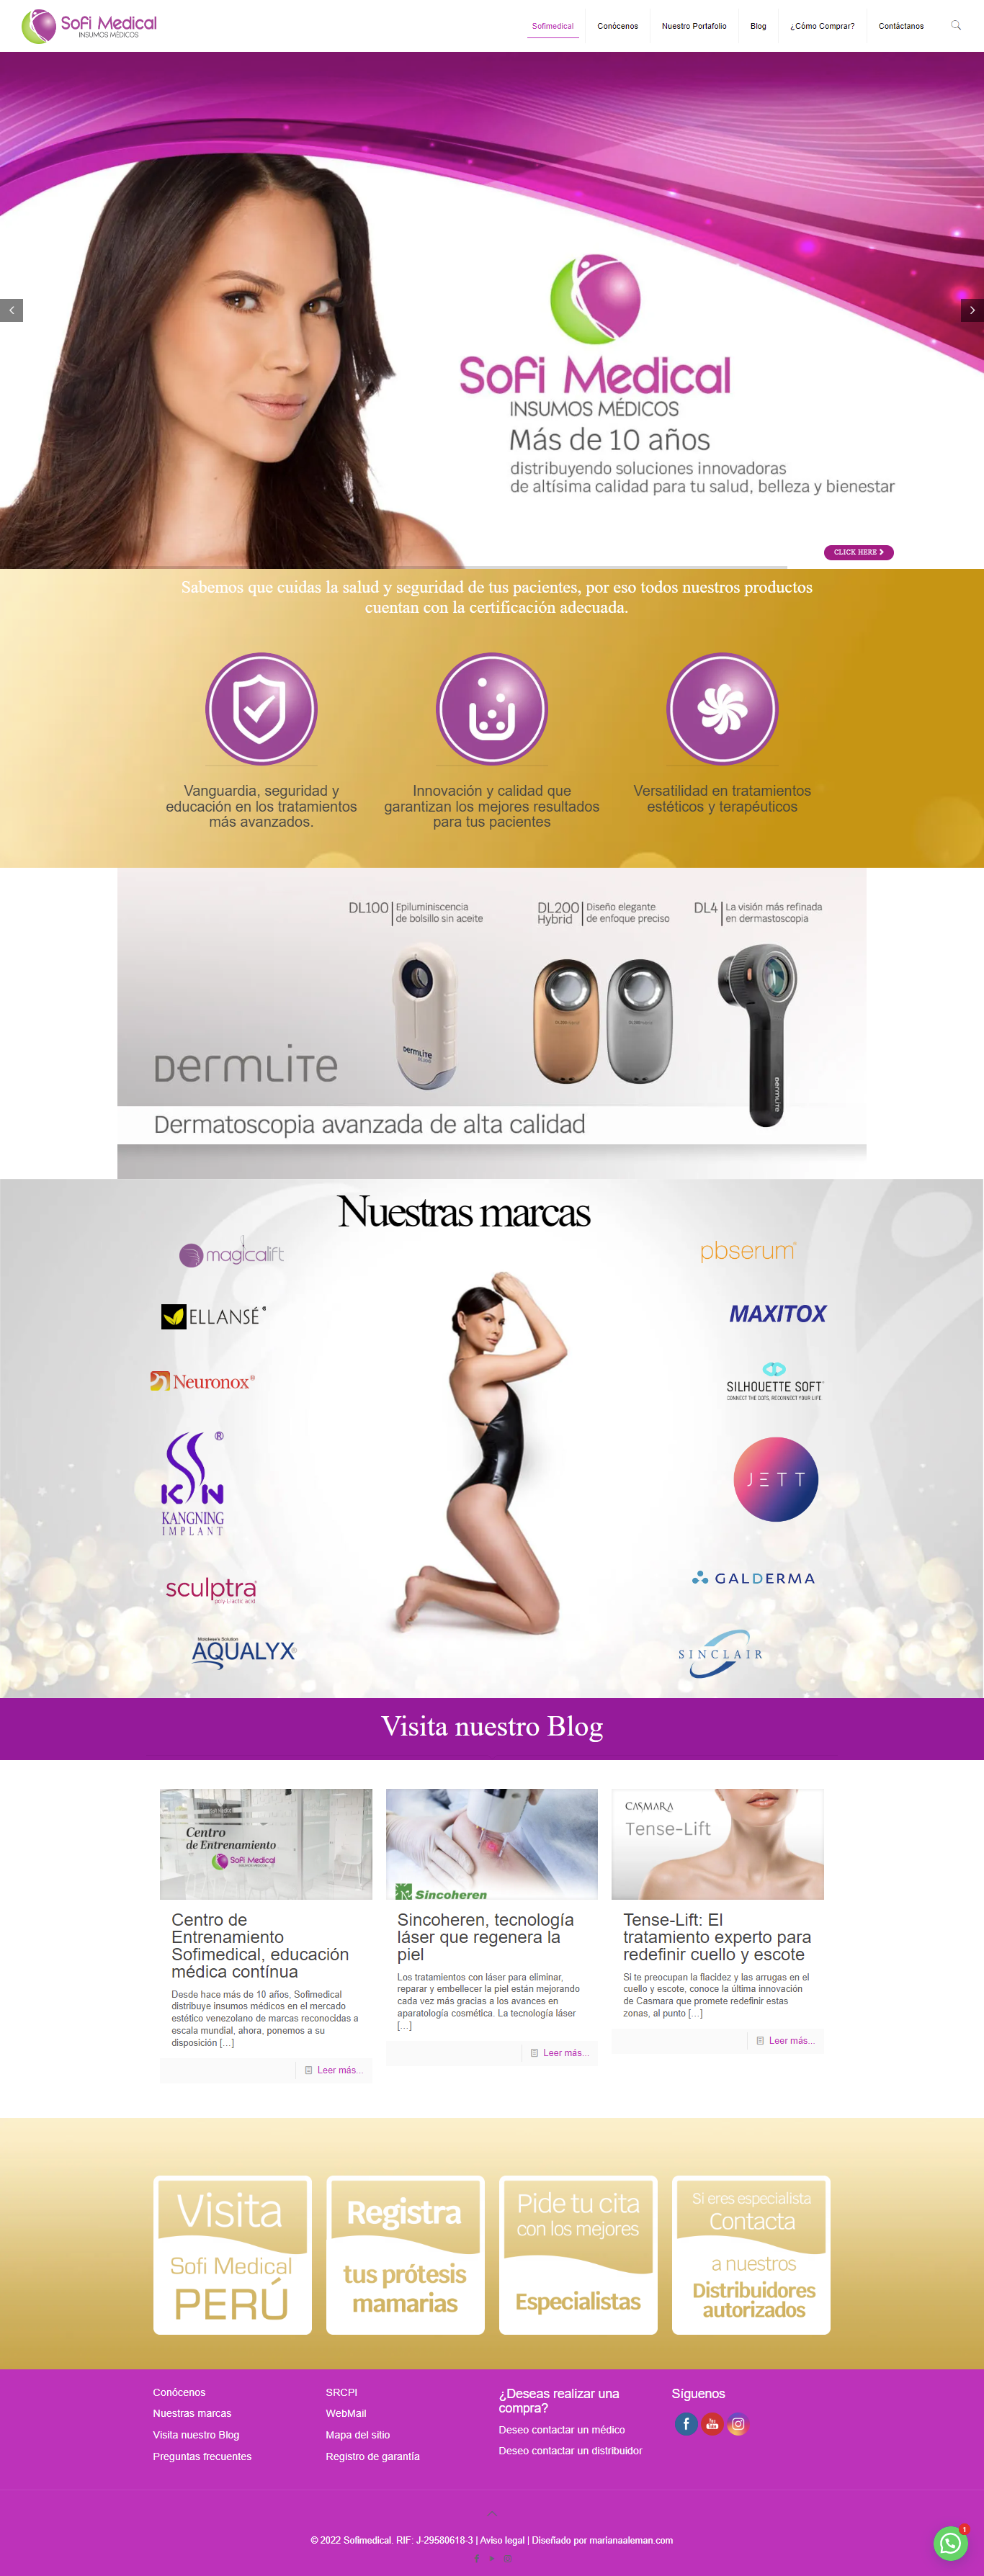 Sofi Medical
INSUMOS MÉDICOS
Sofimedical
Conócenos
Nuestro Portafolio
Blog
¿Cómo Comprar?
Contáctanos
Sofi Medical
INSUMOS MÉDICOS
Más de 10 años
distribuyendo soluciones innovadoras
de altísima calidad para tu salud, belleza y bienestar
CLICK HERE
Sabemos que cuidas la salud y seguridad de tus pacientes, por eso todos nuestros productos
cuentan con la certificación adecuada.
Vanguardia, seguridad y
educación en los tratamientos
más avanzados.
Innovación y calidad que
garantizan los mejores resultados
para tus pacientes
Versatilidad en tratamientos
estéticos y terapéuticos
DL100
Epiluminiscencia
de bolsillo sin aceite
DL200
Hybrid
Diseño elegante
de enfoque preciso
DL4
La visión más refinada
en dermastoscopia
DermLite
DermLite
DermLite
Dermatoscopia avanzada de alta calidad
Nuestras marcas
magicalift
pbserum
ELLANSÉ®
MAXITOX
Neuronox®
SILHOUETTE SOFT®
CONNECT THE DOTS, RECONNECT YOUR LIFE.
KSN®
KANGNING
IMPLANT
JETT
sculptra
poly-L-lactic acid
GALDERMA
Motolese's Solution
AQUALYX®
SINCLAIR
Visita nuestro Blog
Centro
de Entrenamiento
Sofi Medical
Sincoheren
CASMARA
Tense-Lift
Centro de
Entrenamiento
Sofimedical, educación
médica contínua
Desde hace más de 10 años, Sofimedical
distribuye insumos médicos en el mercado
estético venezolano de marcas reconocidas a
escala mundial, ahora, ponemos a su
disposición […]
Leer más...
Sincoheren, tecnología
láser que regenera la
piel
Los tratamientos con láser para eliminar,
reparar y embellecer la piel están mejorando
cada vez más gracias a los avances en
aparatología cosmética. La tecnología láser
[…]
Leer más...
Tense-Lift: El
tratamiento experto para
redefinir cuello y escote
Si te preocupan la flacidez y las arrugas en el
cuello y escote, conoce la última innovación
de Casmara que promete redefinir estas
zonas, al punto […]
Leer más...
Visita
Sofi Medical
PERÚ
Registra
tus prótesis
mamarias
Pide tu cita
con los mejores
Especialistas
Si eres especialista
Contacta
a nuestros
Distribuidores
autorizados
Conócenos
Nuestras marcas
Visita nuestro Blog
Preguntas frecuentes
SRCPI
WebMail
Mapa del sitio
Registro de garantía
¿Deseas realizar una
compra?
Deseo contactar un médico
Deseo contactar un distribuidor
Síguenos
© 2022 Sofimedical. RIF: J-29580618-3 | Aviso legal | Diseñado por marianaaleman.com
1